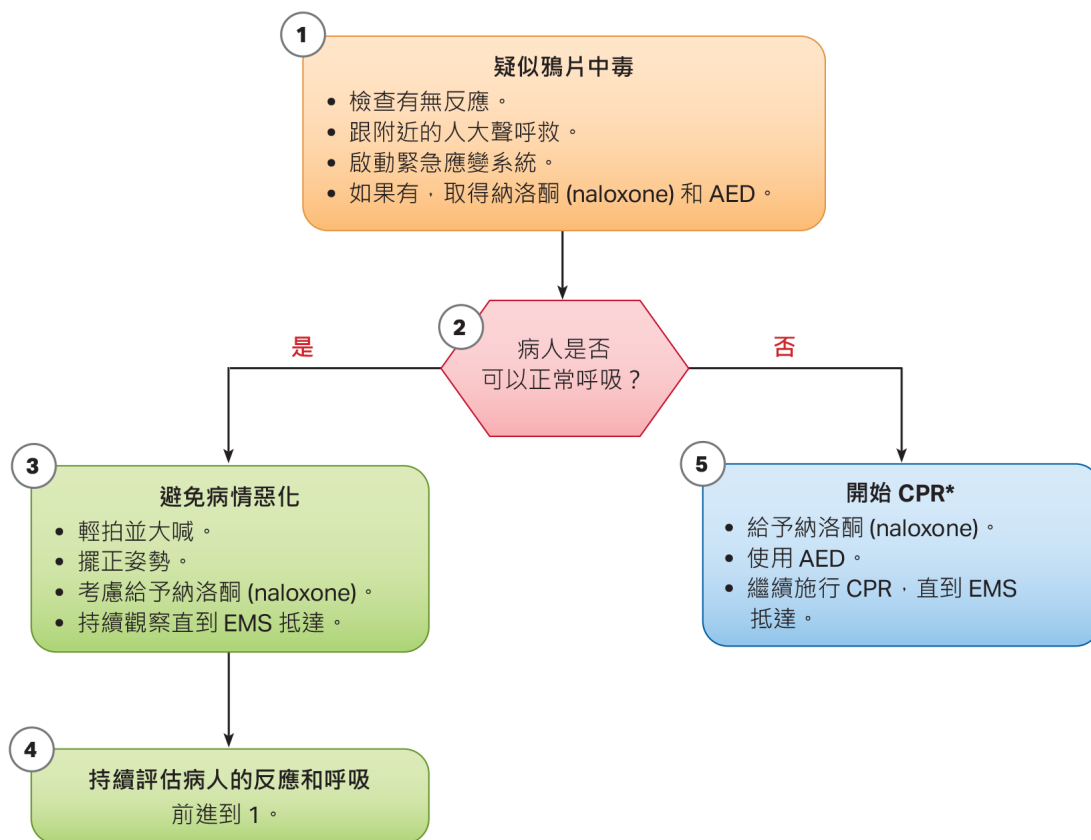 1
疑似鴉片中毒
• 檢查有無反應。
• 跟附近的人大聲呼救。
• 啟動緊急應變系統。
• 如果有，取得納洛酮 (naloxone) 和 AED。
2
病人是否
可以正常呼吸？
是
否
3
避免病情惡化
• 輕拍並大喊。
• 擺正姿勢。
• 考慮給予納洛酮 (naloxone)。
• 持續觀察直到 EMS 抵達。
4
持續評估病人的反應和呼吸
前進到 1。
5
開始 CPR*
• 給予納洛酮 (naloxone)。
• 使用 AED。
• 繼續施行 CPR，直到 EMS
抵達。